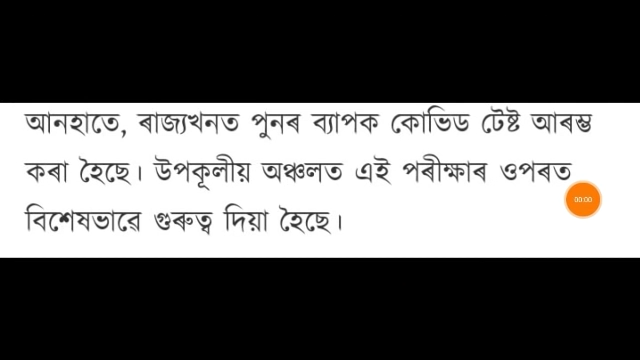 আনহাতে, ৰাজ্যখনত পুনৰ ব্যাপক কোভিড টেষ্ট আৰম্ভ
কৰা হৈছে। উপকূলীয় অঞ্চলত এই পৰীক্ষাৰ ওপৰত
00:00
বিশেষভাৱে গুৰুত্ব দিয়া হৈছে।